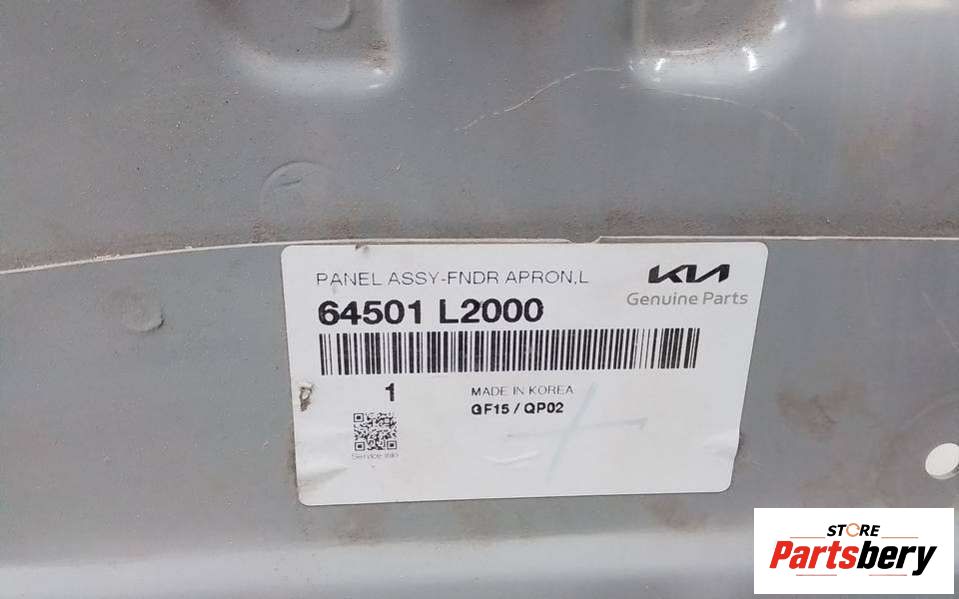 PANEL ASSY-FNDR APRON,L
KIA
Genuine Parts
64501 L2000
1
MADE IN KOREA
GF15 / QP02
Service Info
STORE
Partsbery